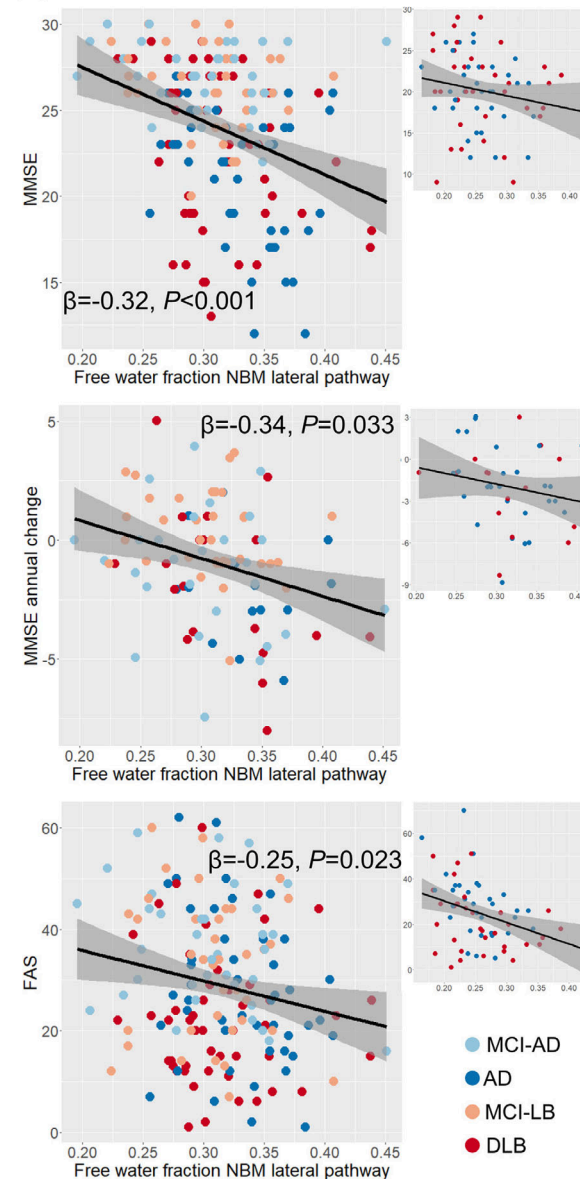 30
25
20
15
MMSE
β=-0.32, P<0.001
0.20 0.25 0.30 0.35 0.40 0.45
Free water fraction NBM lateral pathway
30
25
20
15
10
0.20 0.25 0.30 0.35 0.40
5
0
-5
MMSE annual change
β=-0.34, P=0.033
0.20 0.25 0.30 0.35 0.40 0.45
Free water fraction NBM lateral pathway
3
0
-3
-6
-9
0.20 0.25 0.30 0.35 0.40
60
40
20
0
FAS
β=-0.25, P=0.023
0.20 0.25 0.30 0.35 0.40 0.45
Free water fraction NBM lateral pathway
60
40
20
0
0.20 0.25 0.30 0.35 0.40
MCI-AD
AD
MCI-LB
DLB